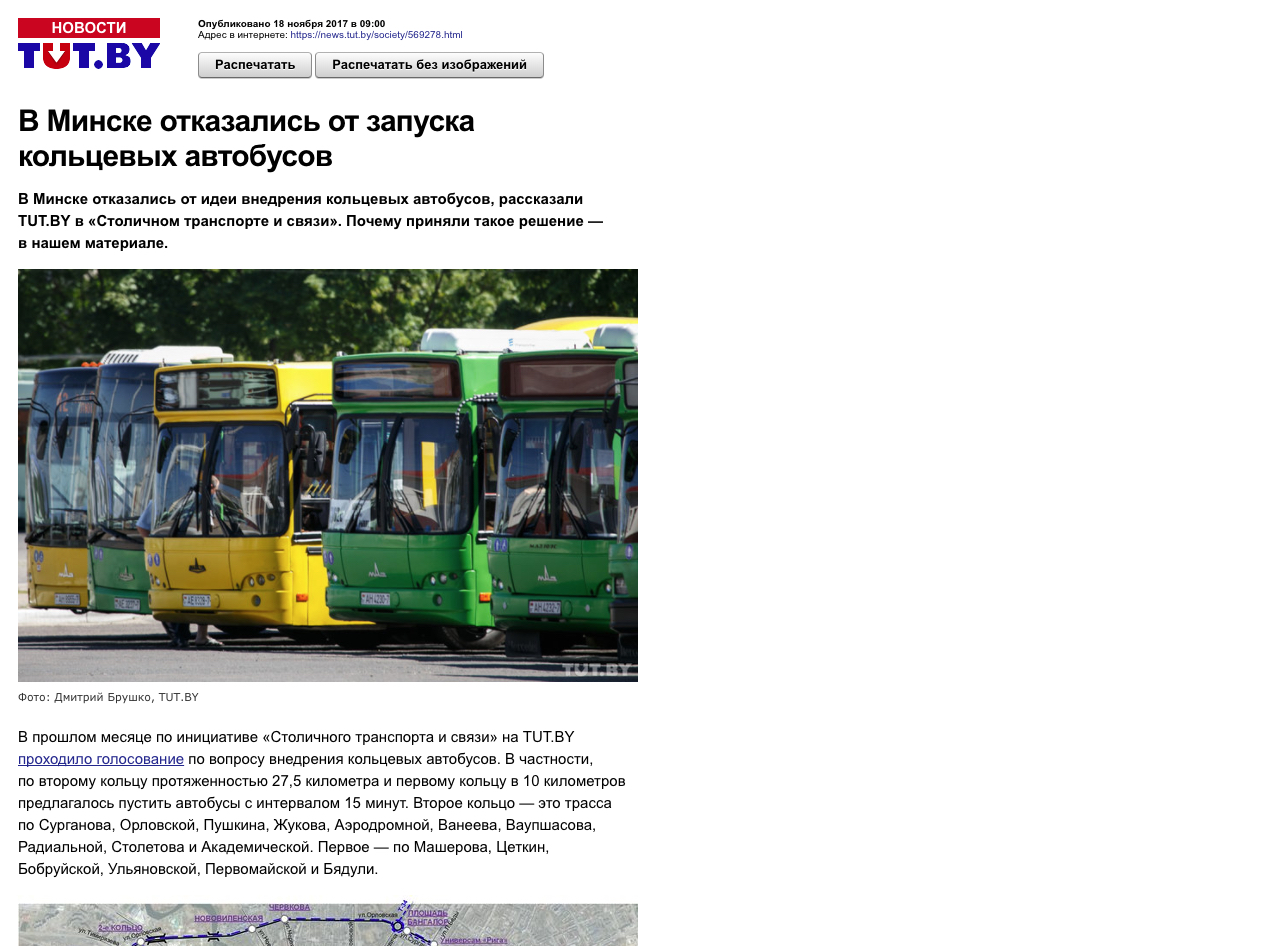 НОВОСТИ
TUT.BY
Опубликовано 18 ноября 2017 в 09:00
Адрес в интернете: https://news.tut.by/society/569278.html
Распечатать
Распечатать без изображений
В Минске отказались от запуска
кольцевых автобусов
В Минске отказались от идеи внедрения кольцевых автобусов, рассказали
TUT.BY в «Столичном транспорте и связи». Почему приняли такое решение —
в нашем материале.
TUT.BY
Фото: Дмитрий Брушко, TUT.BY
В прошлом месяце по инициативе «Столичного транспорта и связи» на TUT.BY
проходило голосование по вопросу внедрения кольцевых автобусов. В частности,
по второму кольцу протяженностью 27,5 километра и первому кольцу в 10 километров
предлагалось пустить автобусы с интервалом 15 минут. Второе кольцо — это трасса
по Сурганова, Орловской, Пушкина, Жукова, Аэродромной, Ванеева, Ваупшасова,
Радиальной, Столетова и Академической. Первое — по Машерова, Цеткин,
Бобруйской, Ульяновской, Первомайской и Бядули.
ЧЕРВЯКОВА
НОВОВИЛЕНСКАЯ
ул.Орловская
ПЛОЩАДЬ
БАНГАЛОР
2-е КОЛЬЦО
ул.Тимирязева
ул.Орловская
Универсам «Рига»